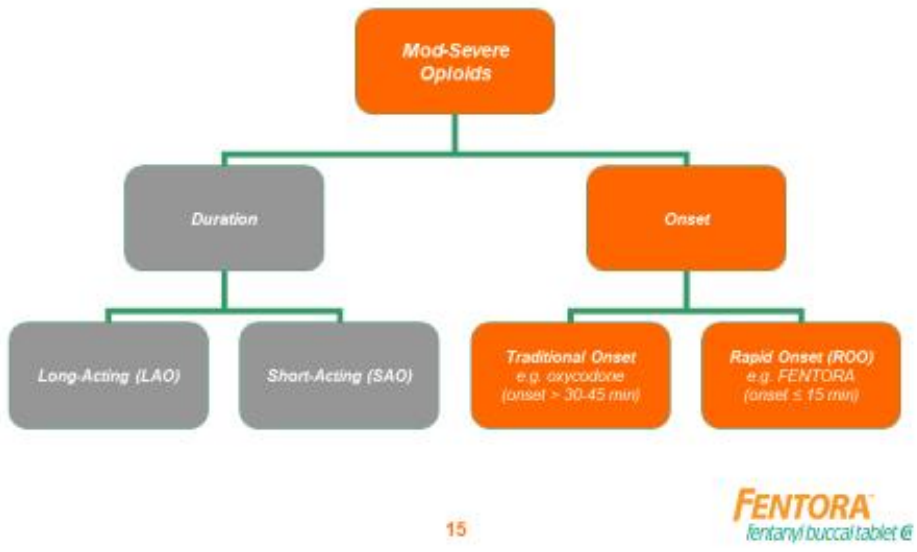 Mod-Severe
Opioids
Duration
Onset
Long-Acting (LAO)
Short-Acting (SAO)
Traditional Onset
e.g. oxycodone
(onset > 30-45 min)
Rapid Onset (ROO)
e.g. FENTORA
(onset ≤ 15 min)
15
FENTORA
fentanyl buccal tablet